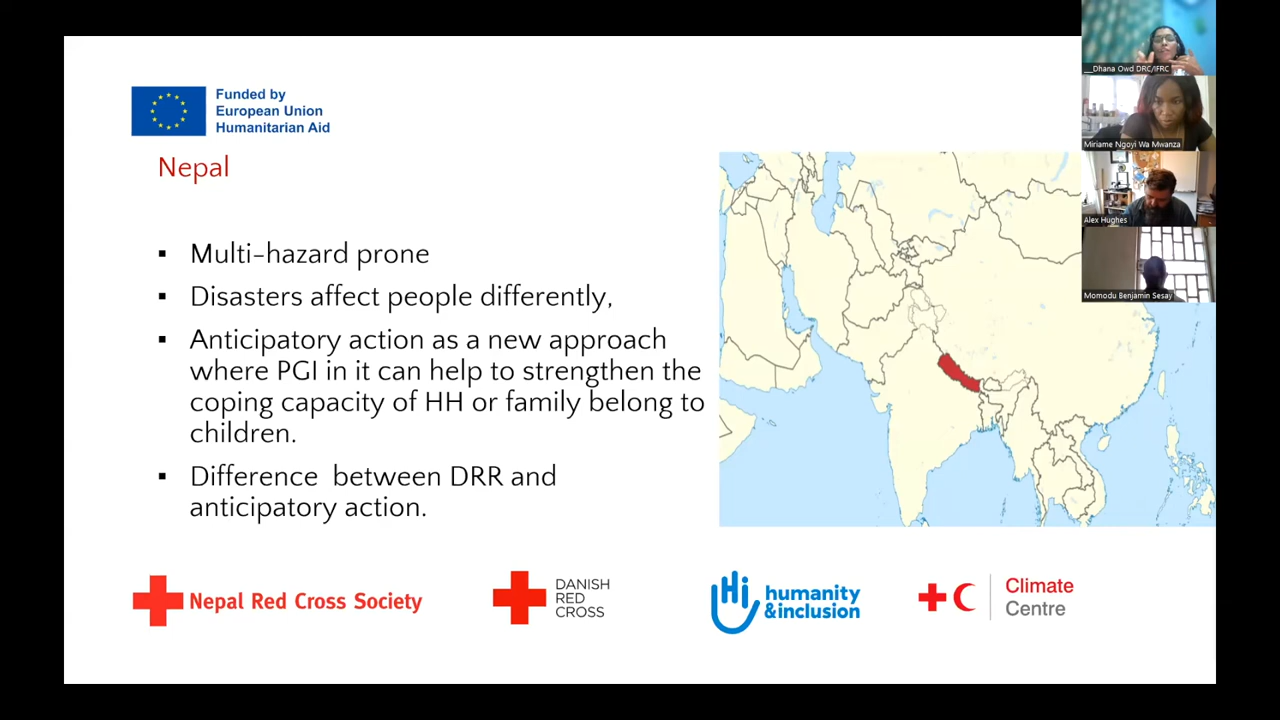 Funded by
European Union
Humanitarian Aid
Nepal
▪ Multi-hazard prone
▪ Disasters affect people differently,
▪ Anticipatory action as a new approach
where PGI in it can help to strengthen the
coping capacity of HH or family belong to
children.
▪ Difference between DRR and
anticipatory action.
Nepal Red Cross Society
DANISH
RED
CROSS
Hi
humanity
&inclusion
Climate
Centre
__Dhana Owd DRC/IFRC
Miriame Ngoyi Wa Mwanza
Alex Hughes
Momodu Benjamin Sesay